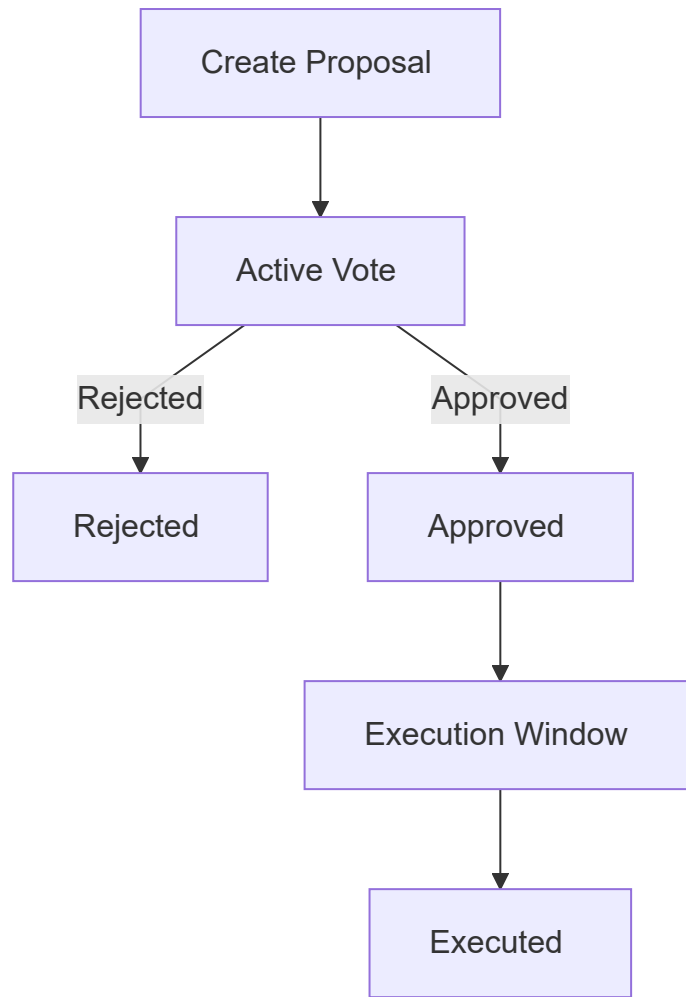 Create Proposal
Active Vote
Rejected
Approved
Rejected
Approved
Execution Window
Executed